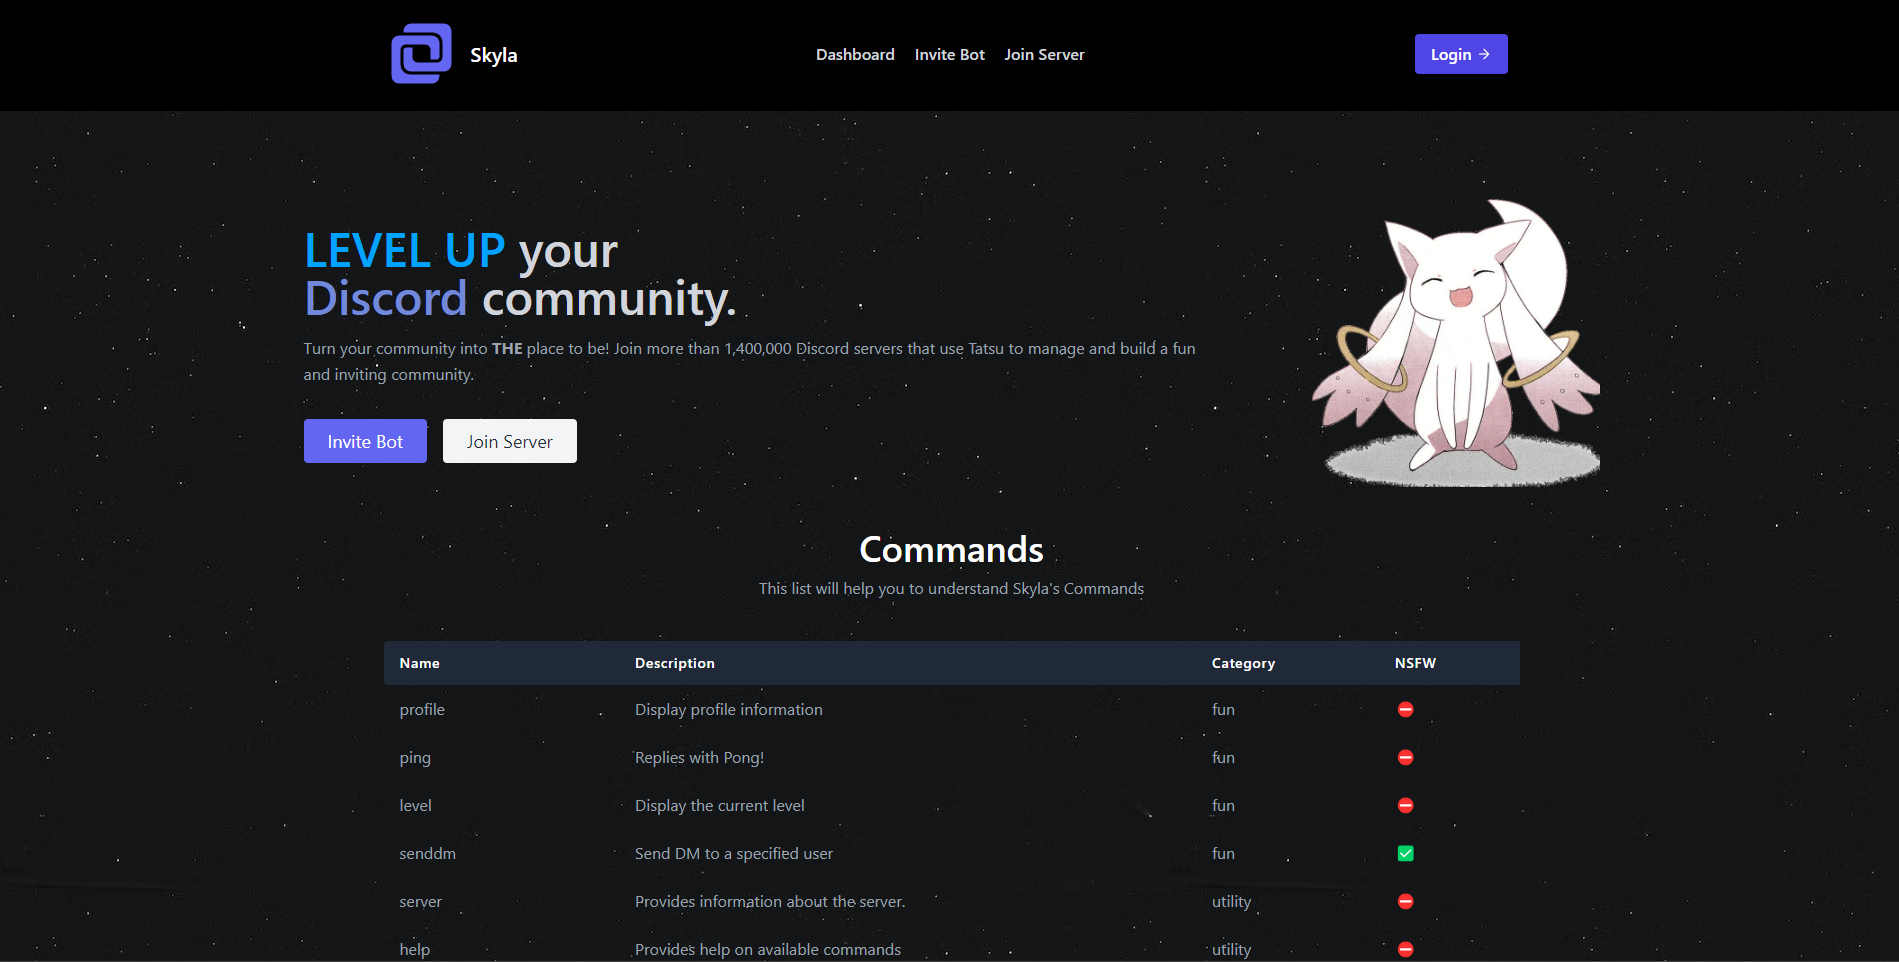 Skyla
Dashboard Invite Bot Join Server
Login →
LEVEL UP your
Discord community.
Turn your community into THE place to be! Join more than 1,400,000 Discord servers that use Tatsu to manage and build a fun
and inviting community.
Invite Bot Join Server
Commands
This list will help you to understand Skyla's Commands
Name Description Category NSFW
profile Display profile information fun
ping Replies with Pong! fun
level Display the current level fun
senddm Send DM to a specified user fun
server Provides information about the server. utility
help Provides help on available commands utility